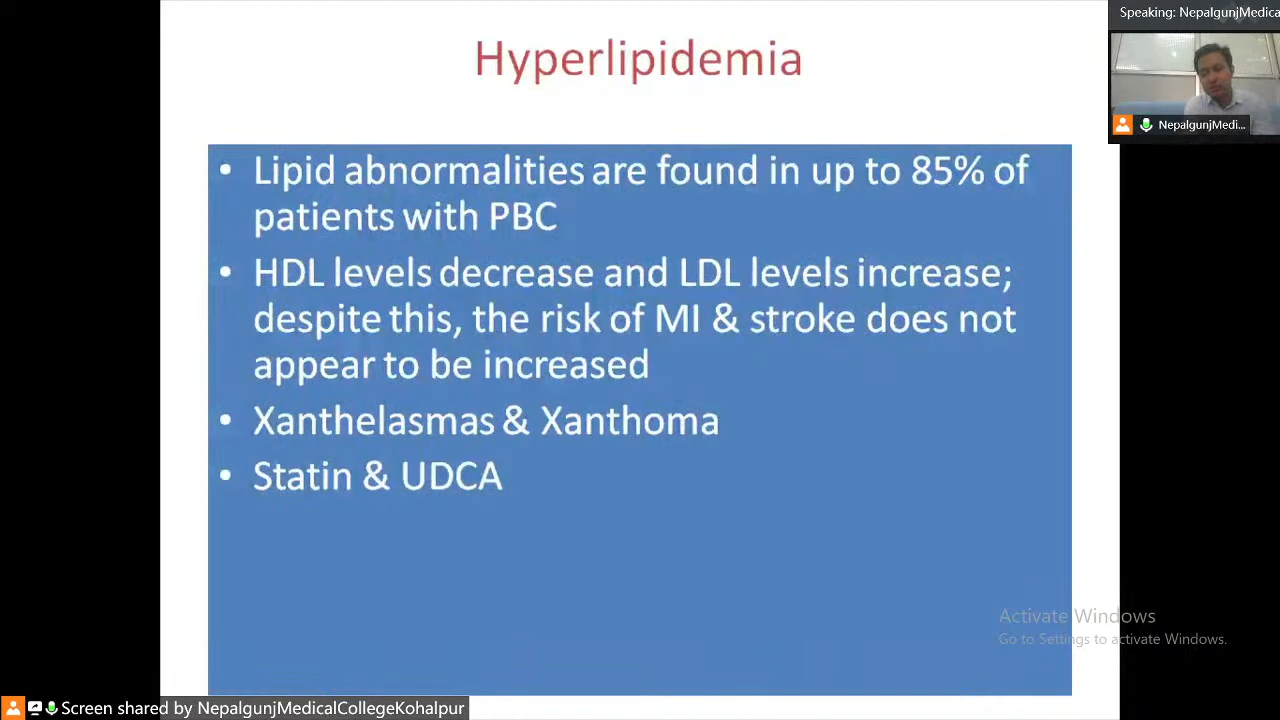 Speaking: NepalgunjMedica
Hyperlipidemia
NepalgunjMedi...
• Lipid abnormalities are found in up to 85% of
patients with PBC
• HDL levels decrease and LDL levels increase;
despite this, the risk of MI & stroke does not
appear to be increased
• Xanthelasmas & Xanthoma
• Statin & UDCA
Activate Windows
Go to Settings to activate Windows.
Screen shared by NepalgunjMedicalCollegeKohalpur